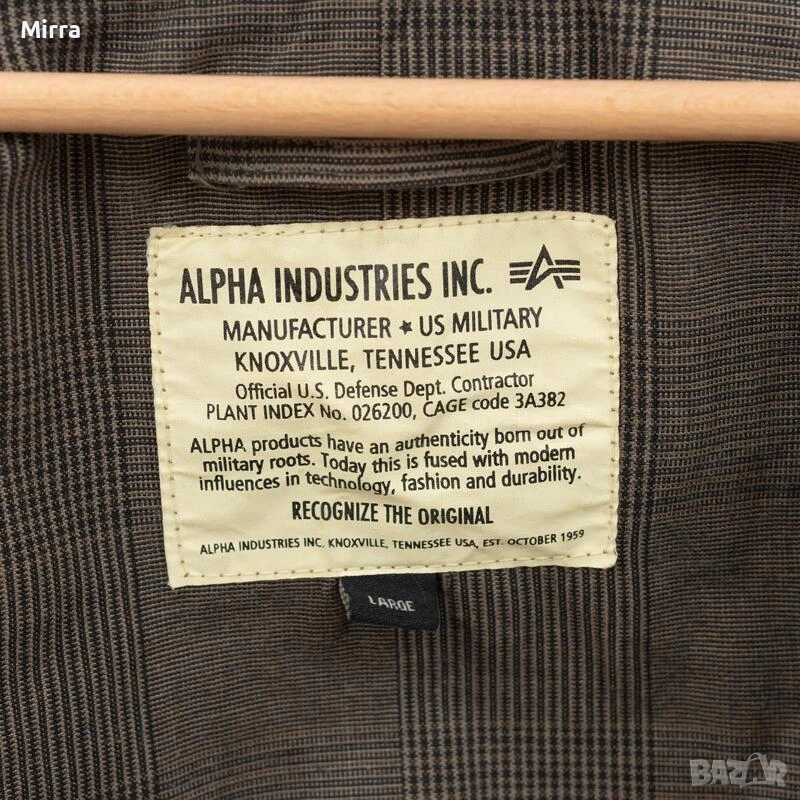 Mirra
ALPHA INDUSTRIES INC.
MANUFACTURER ★ US MILITARY
KNOXVILLE, TENNESSEE USA
Official U.S. Defense Dept. Contractor
PLANT INDEX No. 026200, CAGE code 3A382
ALPHA products have an authenticity born out of
military roots. Today this is fused with modern
influences in technology, fashion and durability.
RECOGNIZE THE ORIGINAL
ALPHA INDUSTRIES INC. KNOXVILLE, TENNESSEE USA, EST. OCTOBER 1959
LARGE
BAZAR